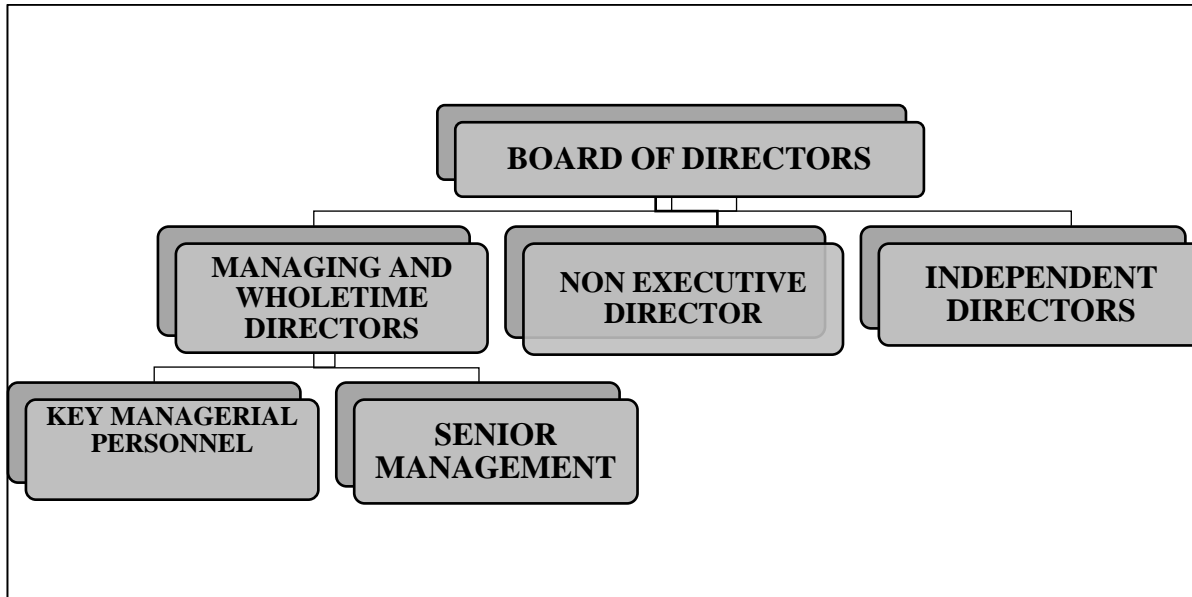 BOARD OF DIRECTORS
MANAGING AND
WHOLETIME
DIRECTORS
NON EXECUTIVE
DIRECTOR
INDEPENDENT
DIRECTORS
KEY MANAGERIAL
PERSONNEL
SENIOR
MANAGEMENT